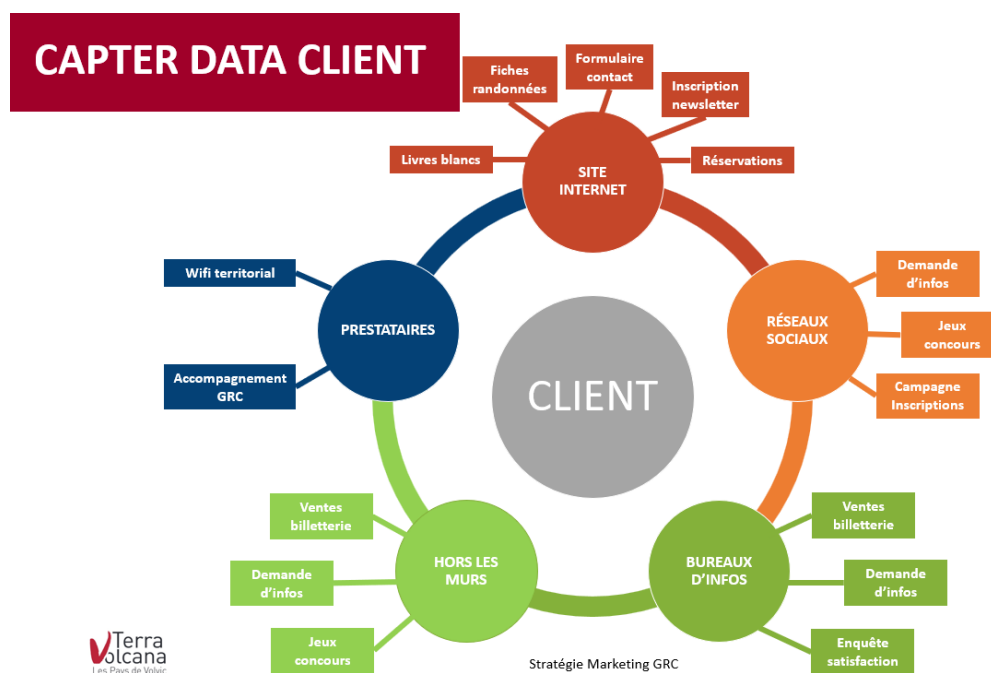 CAPTER DATA CLIENT
Fiches
randonnées
Formulaire
contact
Inscription
newsletter
Livres blancs
Réservations
SITE
INTERNET
Wifi territorial
Accompagnement
GRC
PRESTATAIRES
RÉSEAUX
SOCIAUX
Demande
d'infos
Jeux
concours
Campagne
Inscriptions
CLIENT
Ventes
billetterie
Demande
d'infos
Jeux
concours
HORS LES
MURS
BUREAUX
D'INFOS
Ventes
billetterie
Demande
d'infos
Enquête
satisfaction
Terra
Volcana
Les Pays de Volvic
Stratégie Marketing GRC